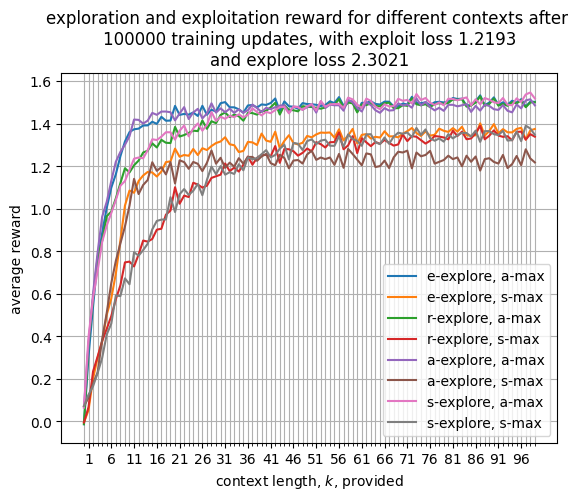 exploration and exploitation reward for different contexts after
100000 training updates, with exploit loss 1.2193
and explore loss 2.3021
1.6
1.4
1.2
1.0
0.8
0.6
0.4
0.2
0.0
average reward
e-explore, a-max
e-explore, s-max
r-explore, a-max
r-explore, s-max
a-explore, a-max
a-explore, s-max
s-explore, a-max
s-explore, s-max
1 6 11 16 21 26 31 36 41 46 51 56 61 66 71 76 81 86 91 96
context length, k, provided